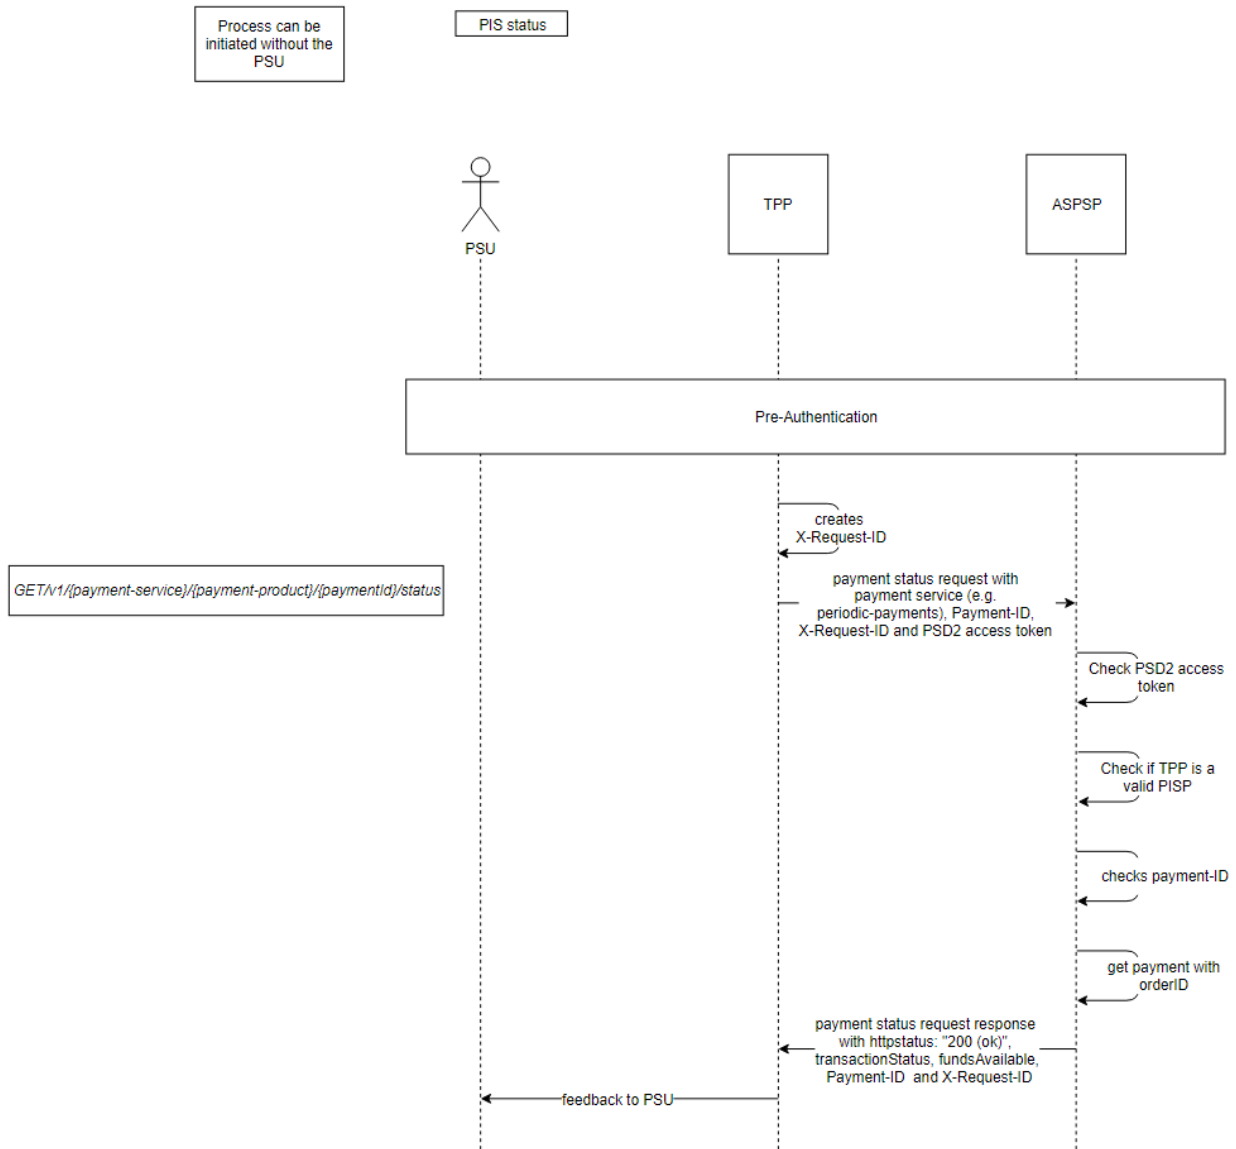 Process can be
initiated without the
PSU
PIS status
PSU
TPP
ASPSP
Pre-Authentication
creates
X-Request-ID
GET/v1/{payment-service}/{payment-product}/{paymentId}/status
payment status request with
payment service (e.g.
periodic-payments), Payment-ID,
X-Request-ID and PSD2 access token
Check PSD2 access
token
Check if TPP is a
valid PISP
checks payment-ID
get payment with
orderID
payment status request response
with httpstatus: "200 (ok)",
transactionStatus, fundsAvailable,
Payment-ID and X-Request-ID
feedback to PSU